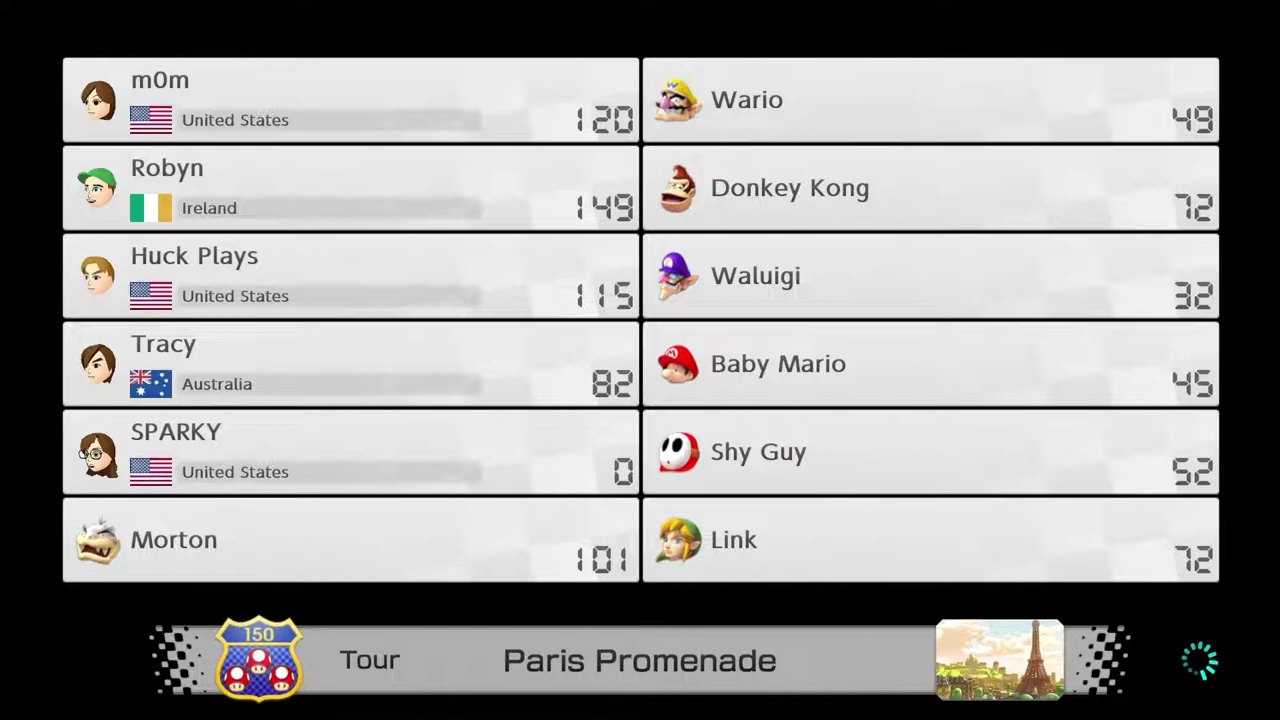 m0m
United States
120
Robyn
Ireland
149
Huck Plays
United States
115
Tracy
Australia
82
SPARKY
United States
0
Morton
101
Wario
49
Donkey Kong
72
Waluigi
32
Baby Mario
45
Shy Guy
52
Link
72
150
Tour
Paris Promenade